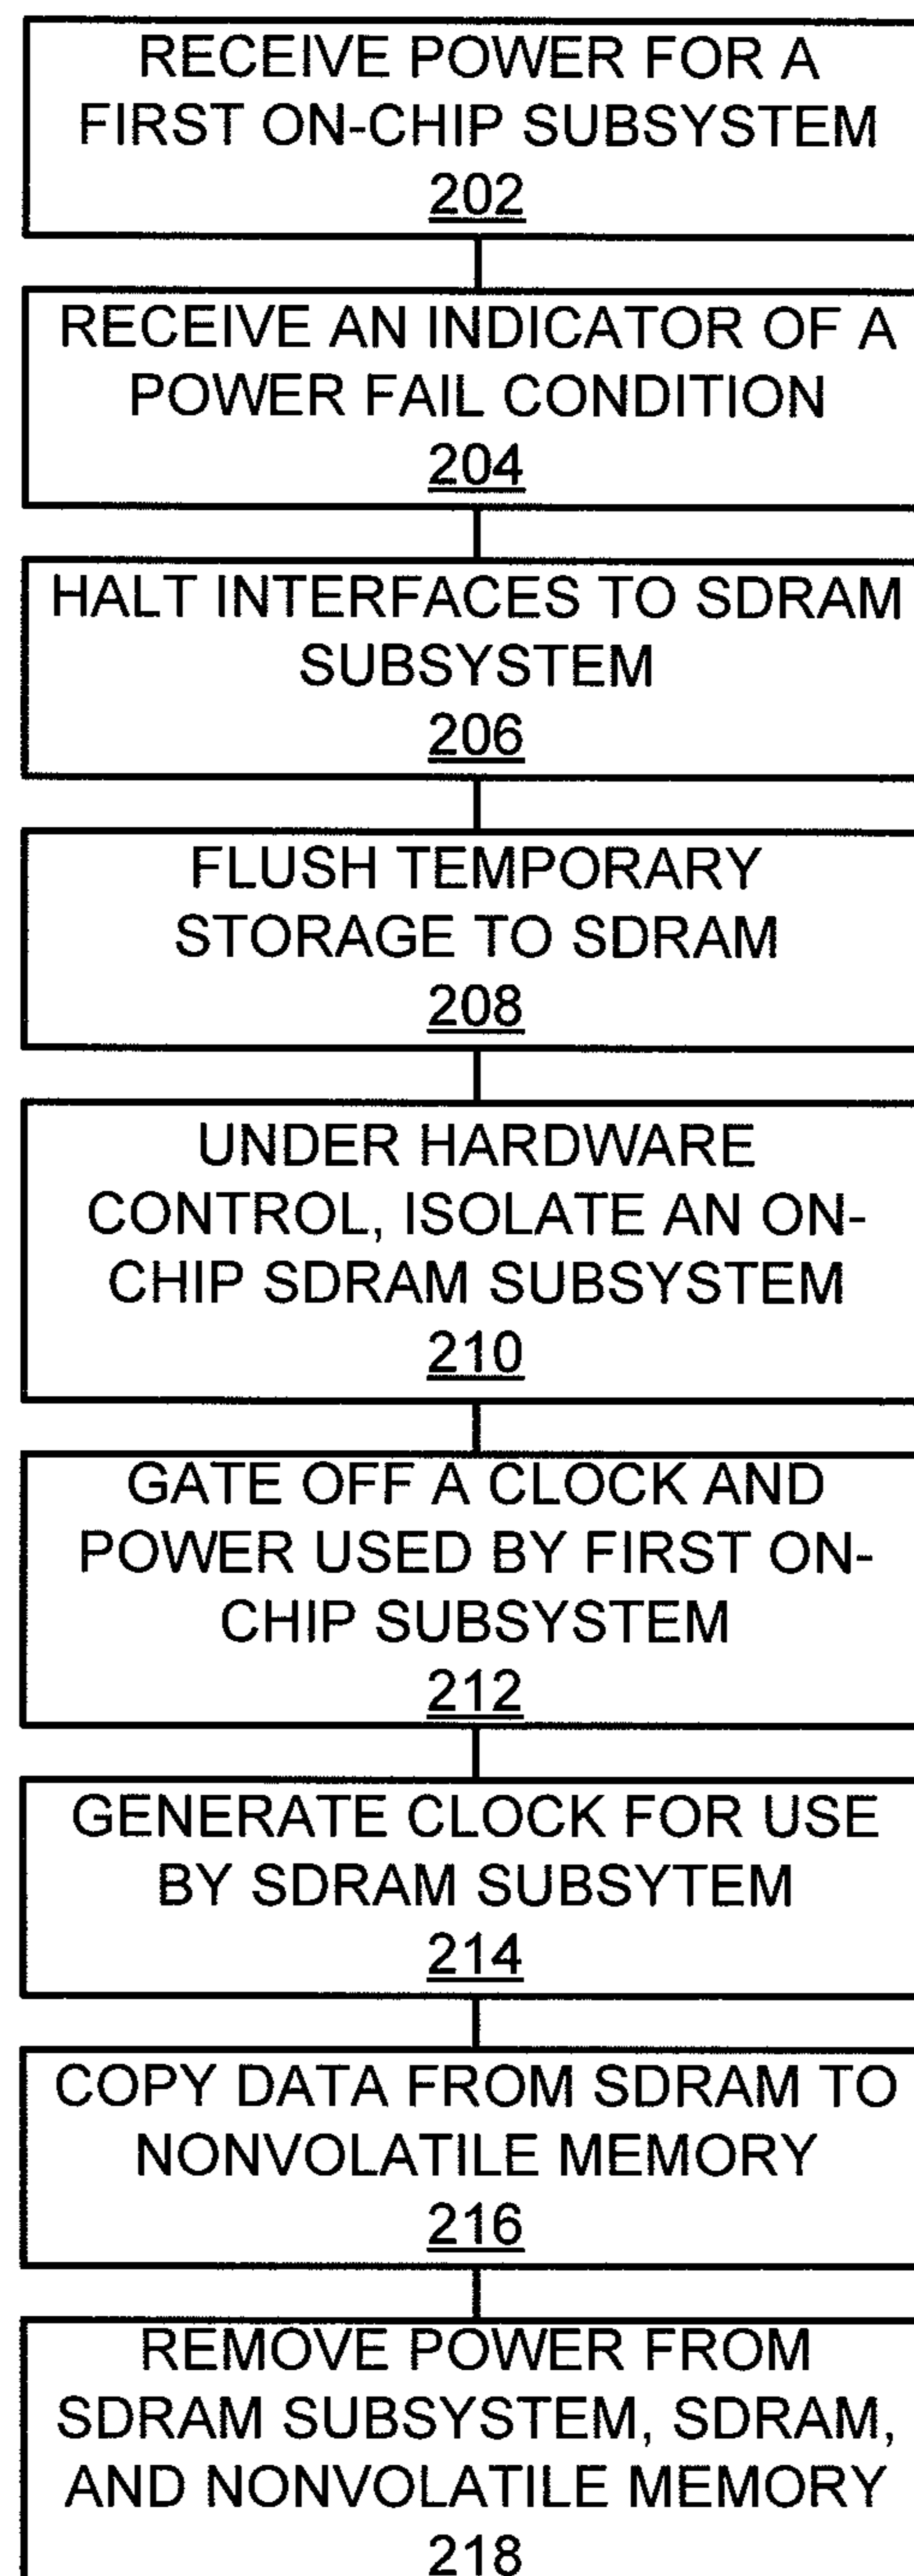 RECEIVE POWER FOR A
FIRST ON-CHIP SUBSYSTEM
202
RECEIVE AN INDICATOR OF A
POWER FAIL CONDITION
204
HALT INTERFACES TO SDRAM
SUBSYSTEM
206
FLUSH TEMPORARY
STORAGE TO SDRAM
208
UNDER HARDWARE
CONTROL, ISOLATE AN ON-
CHIP SDRAM SUBSYSTEM
210
GATE OFF A CLOCK AND
POWER USED BY FIRST ON-
CHIP SUBSYSTEM
212
GENERATE CLOCK FOR USE
BY SDRAM SUBSYTEM
214
COPY DATA FROM SDRAM TO
NONVOLATILE MEMORY
216
REMOVE POWER FROM
SDRAM SUBSYSTEM, SDRAM,
AND NONVOLATILE MEMORY
218